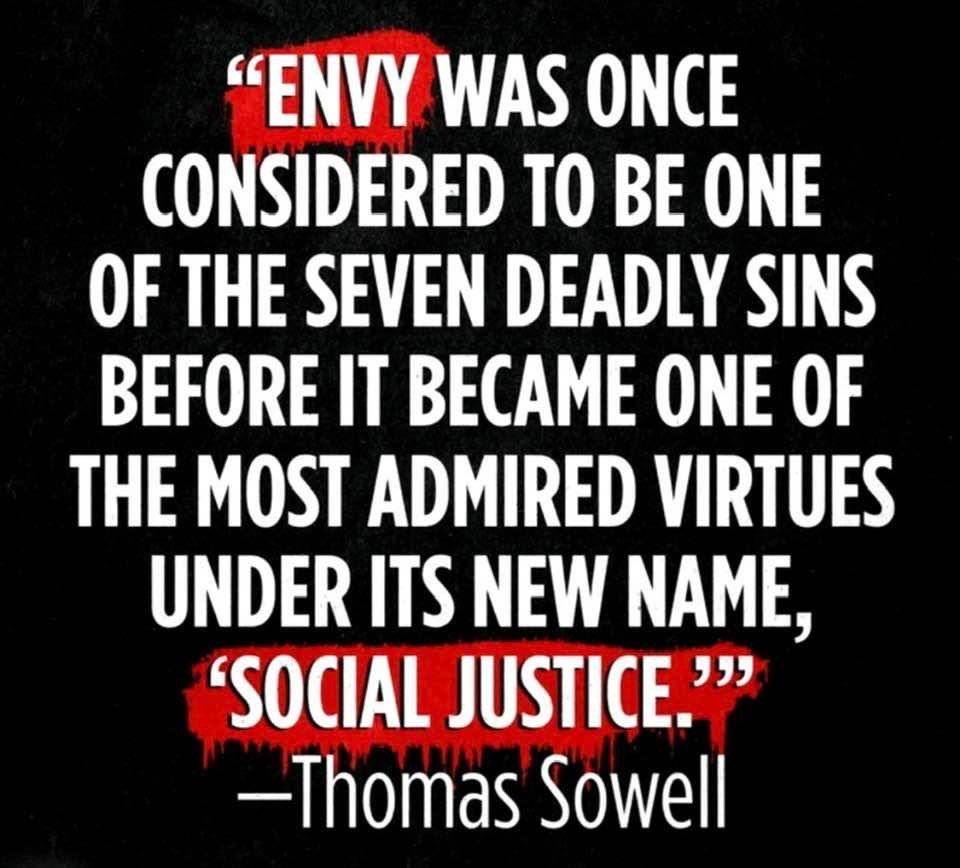 “ENVY WAS ONCE
CONSIDERED TO BE ONE
OF THE SEVEN DEADLY SINS
BEFORE IT BECAME ONE OF
THE MOST ADMIRED VIRTUES
UNDER ITS NEW NAME,
‘SOCIAL JUSTICE.’””
—Thomas Sowell